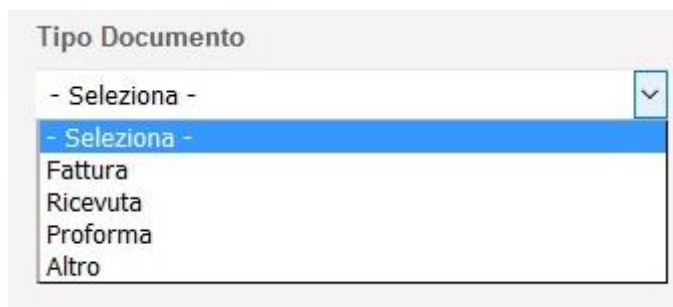 Tipo Documento
- Seleziona -
- Seleziona -
Fattura
Ricevuta
Proforma
Altro